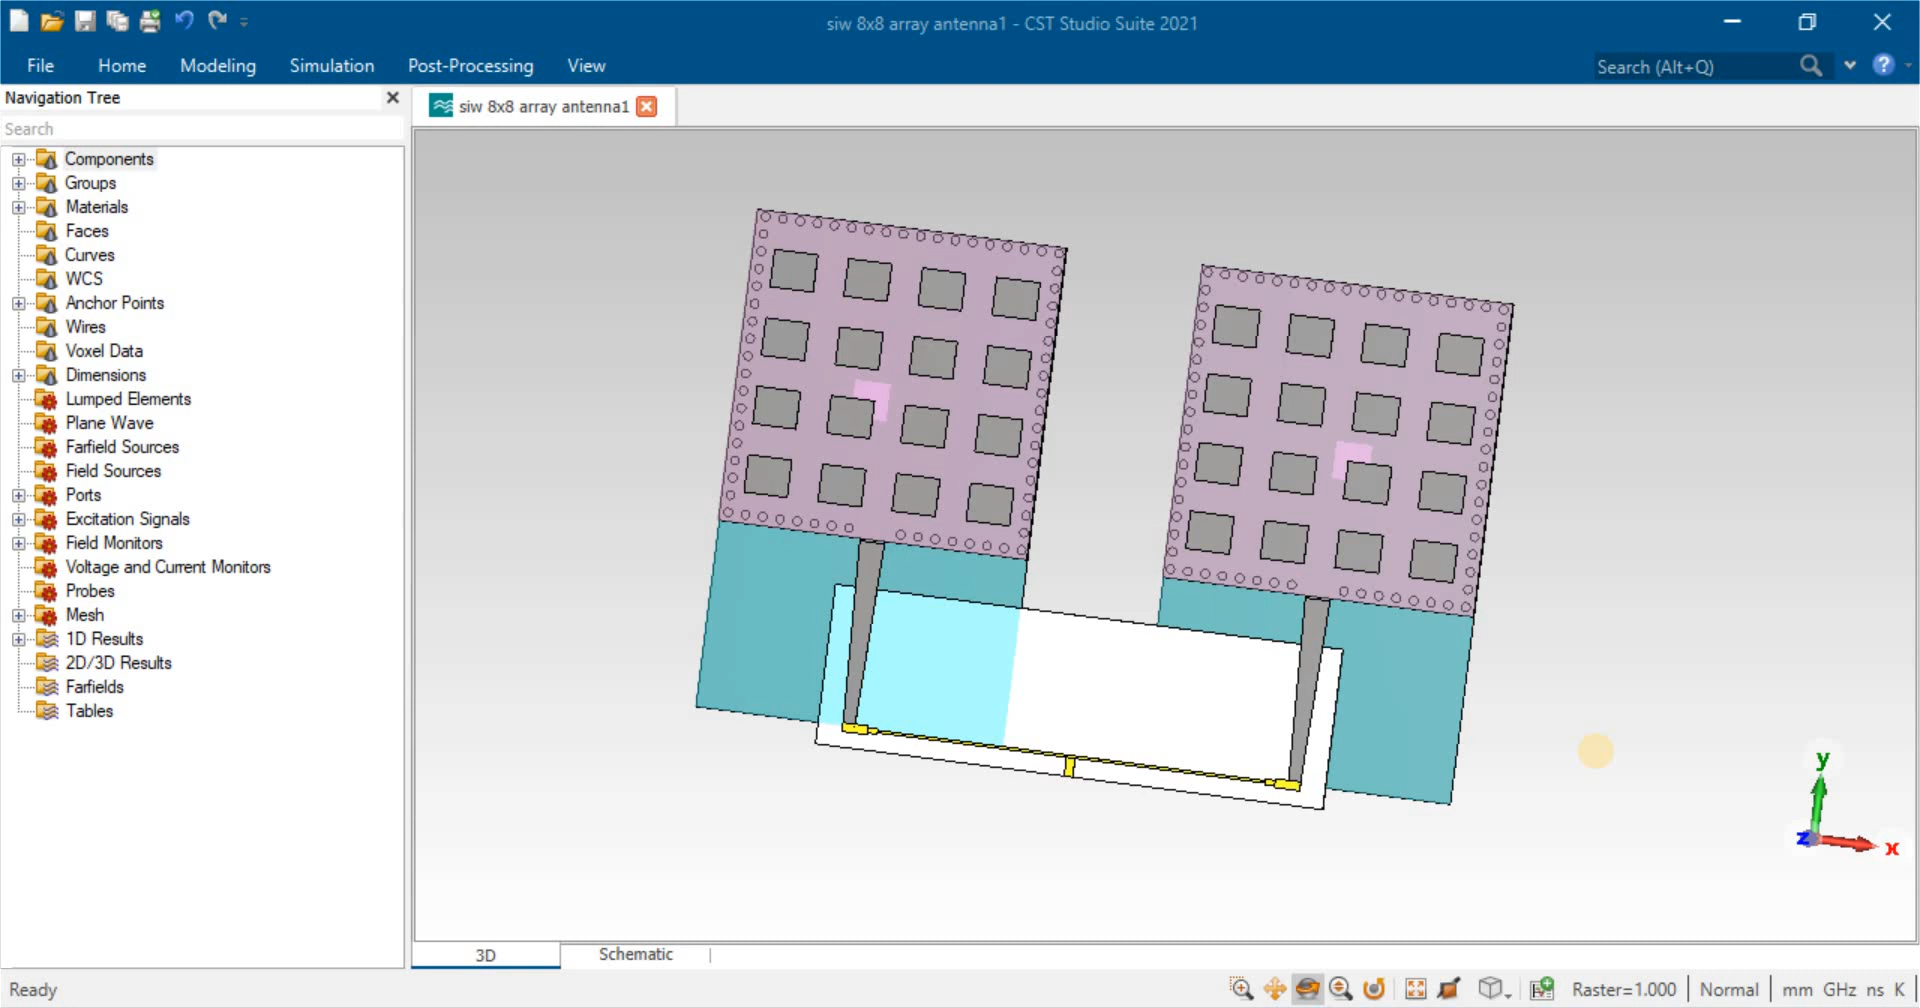 siw 8x8 array antenna1 - CST Studio Suite 2021
File Home Modeling Simulation Post-Processing View
Search (Alt+Q)
?
Navigation Tree
Search
siw 8x8 array antenna1
Components
Groups
Materials
Faces
Curves
WCS
Anchor Points
Wires
Voxel Data
Dimensions
Lumped Elements
Plane Wave
Farfield Sources
Field Sources
Ports
Excitation Signals
Field Monitors
Voltage and Current Monitors
Probes
Mesh
1D Results
2D/3D Results
Farfields
Tables
y
z
x
3D
Schematic
Ready
Raster=1.000
Normal
mm GHz ns K